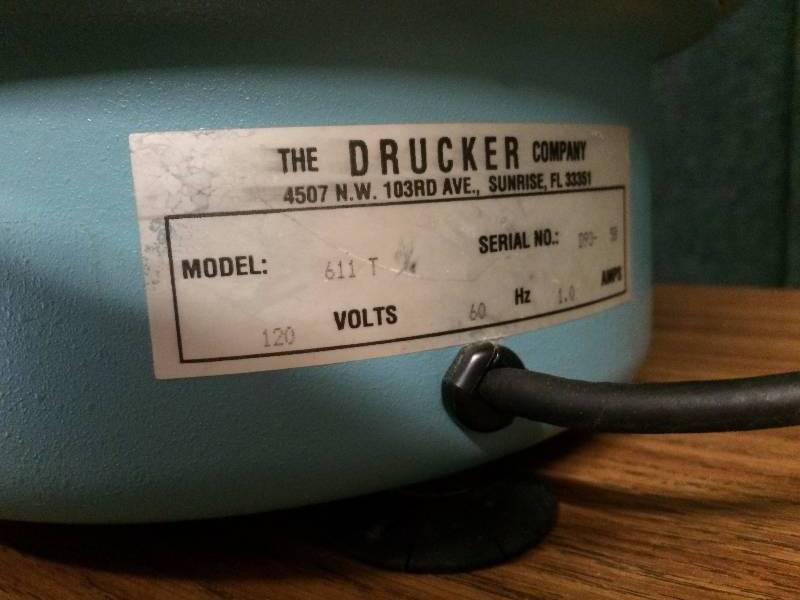 THE DRUCKER COMPANY
4507 N.W. 103RD AVE., SUNRISE, FL 33351
MODEL: 611 T SERIAL NO.:
120 VOLTS 60 Hz 1.0 AMPS